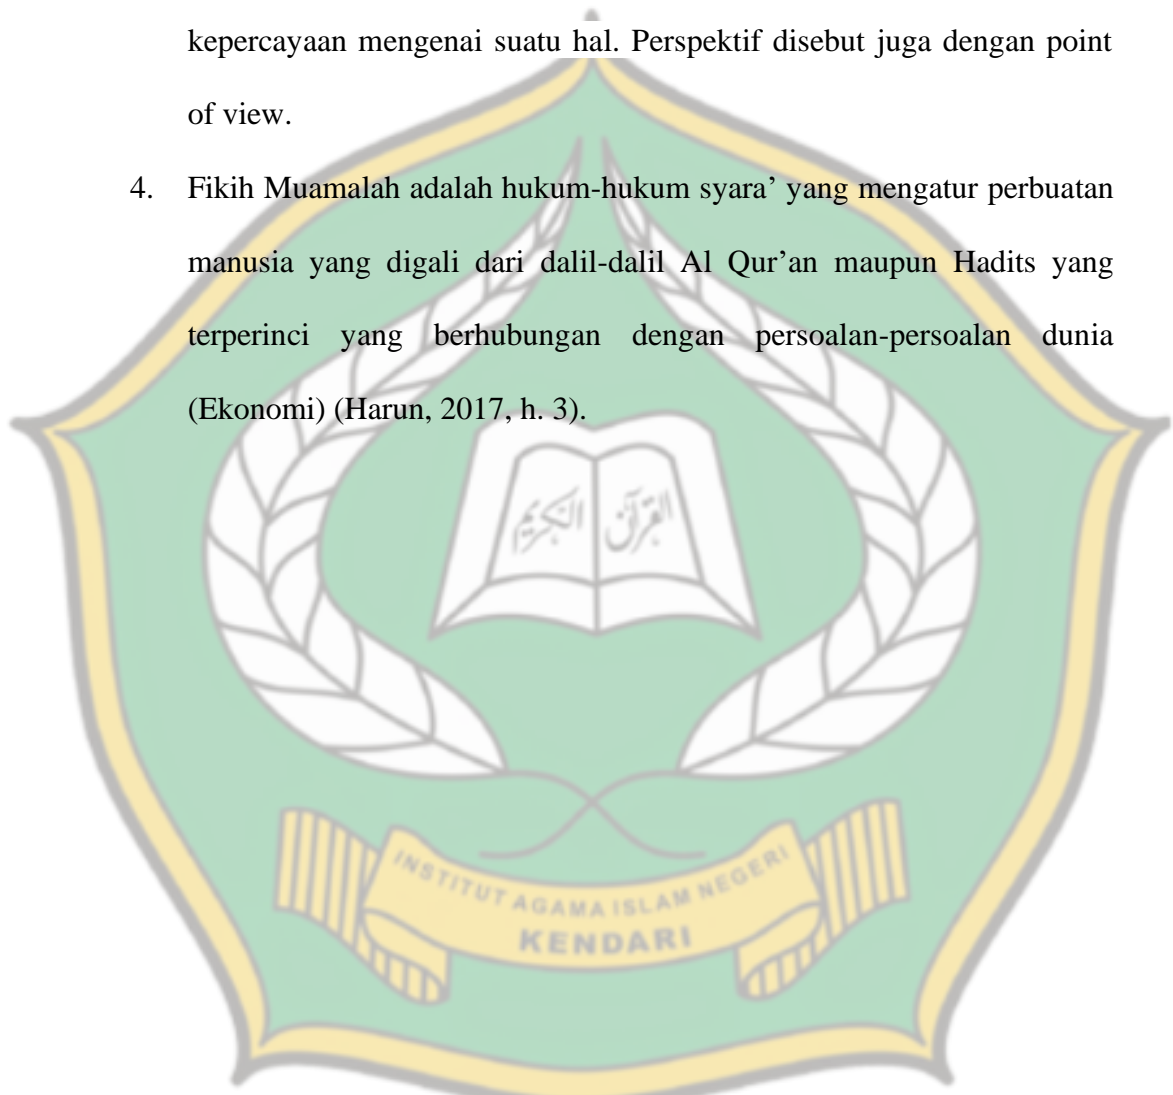 kepercayaan mengenai suatu hal. Perspektif disebut juga dengan point
of view.
4. Fikih Muamalah adalah hukum-hukum syara’ yang mengatur perbuatan
manusia yang digali dari dalil-dalil Al Qur’an maupun Hadits yang
terperinci yang berhubungan dengan persoalan-persoalan dunia
(Ekonomi) (Harun, 2017, h. 3).
القرآن الكريم
INSTITUT AGAMA ISLAM NEGERI
KENDARI